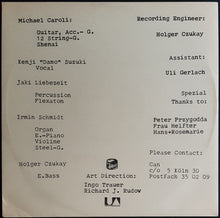 Michael Caroli:
Guitar, Acc.- G.
12 String-G.
Shenai
Kenji "Damo" Suzuki
Vocal
Jaki Liebezeit
Percussion
Flexatom
Irmin Schmidt
Organ
E.-Piano
Violine
Steel-G.
Holger Czukay
E.Bass
Recording Engineer:
Holger Czukay
Assistant:
Uli Gerlach
Spezial
Thanks to:
Peter Przygodda
Frau Helfter
Hans+Rosemarie
Please Contact:
Can
c/o 5 Köln 30
Postfach 35 02 09
Art Direction:
Ingo Trauer
Richard J. Rudow